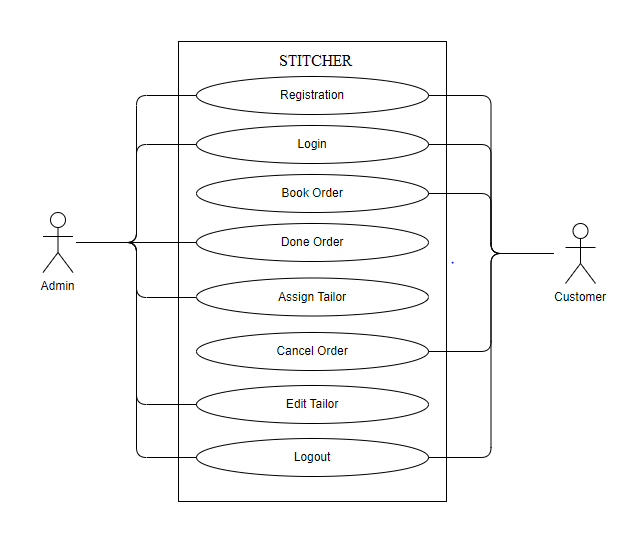 STITCHER
Registration
Login
Book Order
Done Order
Admin
Customer
Assign Tailor
Cancel Order
Edit Tailor
Logout